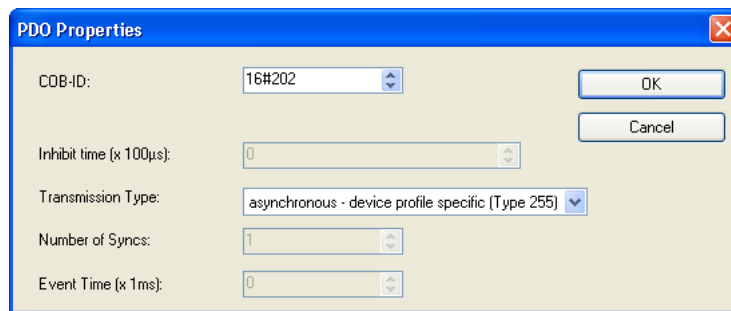 PDO Properties
COB-ID: 16#202
OK
Cancel
Inhibit time (x 100µs): 0
Transmission Type: asynchronous - device profile specific (Type 255)
Number of Syncs: 1
Event Time (x 1ms): 0